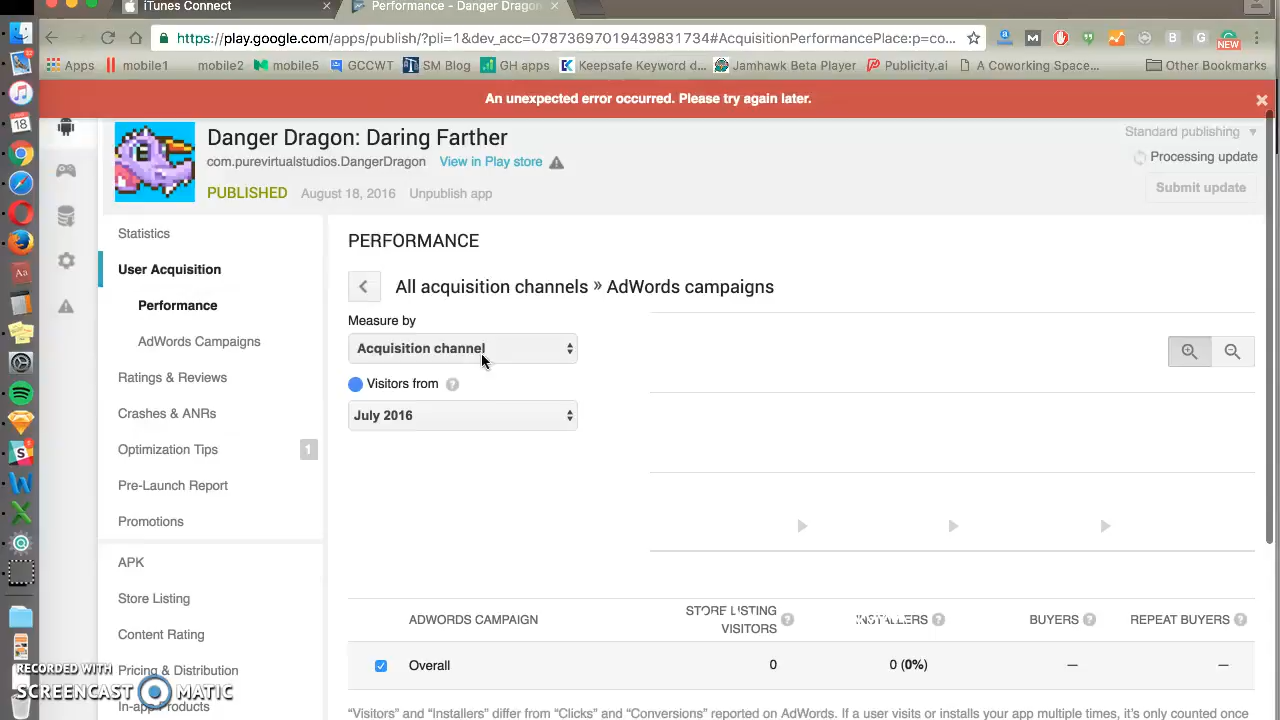 iTunes Connect
Performance - Danger Dragon
https://play.google.com/apps/publish/?pli=1&dev_acc=07873697019439831734#AcquisitionPerformancePlace:p=co...
Apps
mobile1
mobile2
mobile5
GCCWT
SM Blog
GH apps
Keepsafe Keyword d...
Jamhawk Beta Player
Publicity.ai
A Coworking Space...
Other Bookmarks
NEW
An unexpected error occurred. Please try again later.
Danger Dragon: Daring Farther
com.purevirtualstudios.DangerDragon View in Play store
PUBLISHED August 18, 2016 Unpublish app
Standard publishing
Processing update
Submit update
18
Statistics
User Acquisition
Performance
AdWords Campaigns
Ratings & Reviews
Crashes & ANRs
Optimization Tips 1
Pre-Launch Report
Promotions
APK
Store Listing
Content Rating
Pricing & Distribution
In-app Products
PERFORMANCE
All acquisition channels » AdWords campaigns
Measure by
Acquisition channel
Visitors from ?
July 2016
ADWORDS CAMPAIGN
STORE LISTING
VISITORS ?
INSTALLERS ?
BUYERS ?
REPEAT BUYERS ?
Overall 0 0 (0%) — —
“Visitors” and “Installers” differ from “Clicks” and “Conversions” reported on AdWords. If a user visits or installs your app multiple times, it’s only counted once
RECORDED WITH
SCREENCAST MATIC